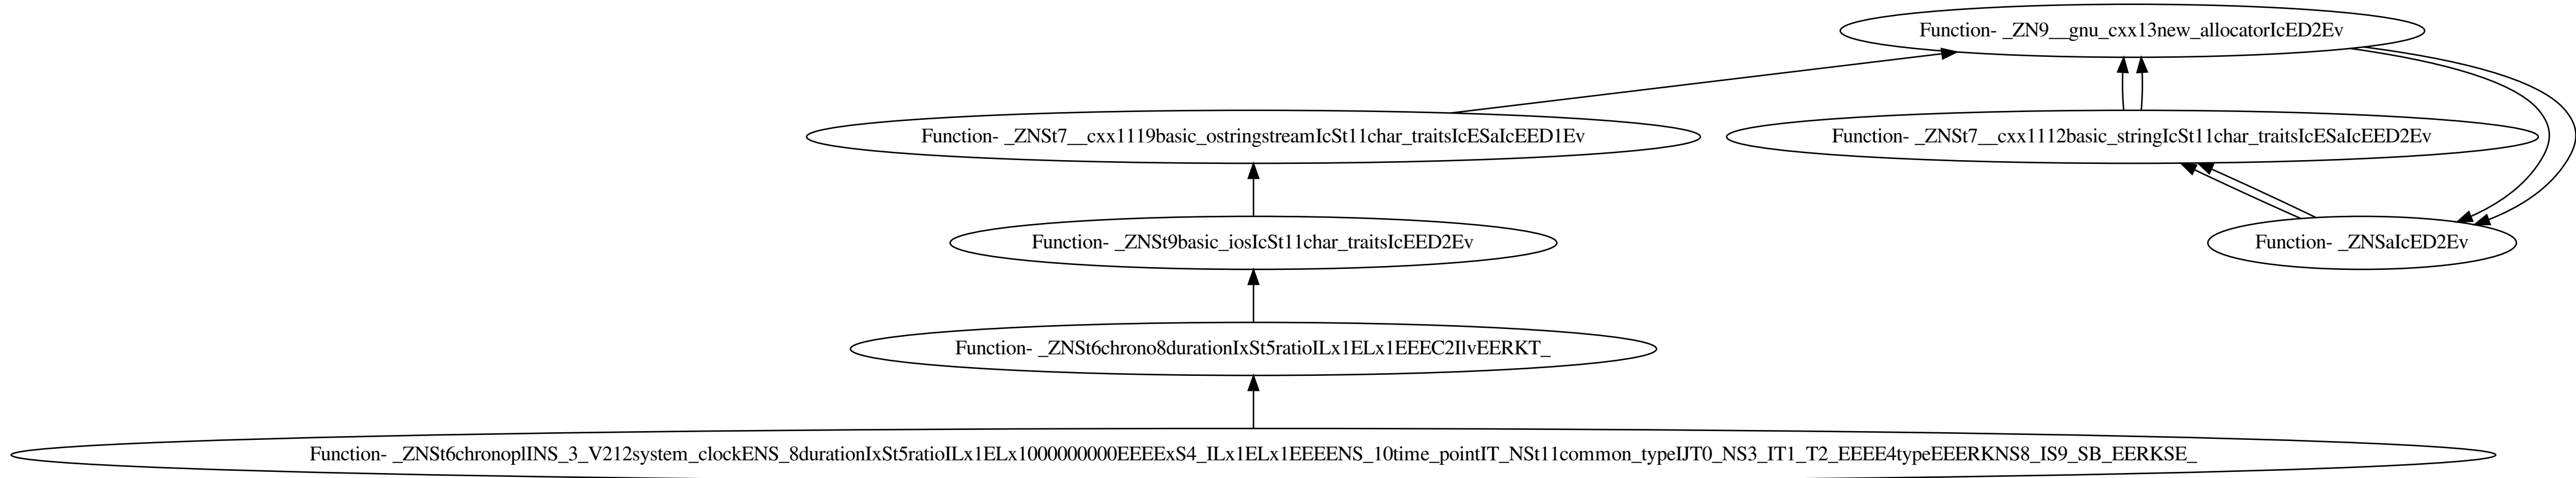 Function- _ZN9__gnu_cxx13new_allocatorIcED2Ev
Function- _ZNSt7__cxx1119basic_ostringstreamIcSt11char_traitsIcESaIcEED1Ev
Function- _ZNSt7__cxx1112basic_stringIcSt11char_traitsIcESaIcEED2Ev
Function- _ZNSt9basic_iosIcSt11char_traitsIcEED2Ev
Function- _ZNSaIcED2Ev
Function- _ZNSt6chrono8durationIxSt5ratioILx1ELx1EEEC2IlvEERKT_
Function- _ZNSt6chronoplINS_3_V212system_clockENS_8durationIxSt5ratioILx1ELx1000000000EEEExS4_ILx1ELx1EEEENS_10time_pointIT_NSt11common_typeIJT0_NS3_IT1_T2_EEEE4typeEEERKNS8_IS9_SB_EERKSE_